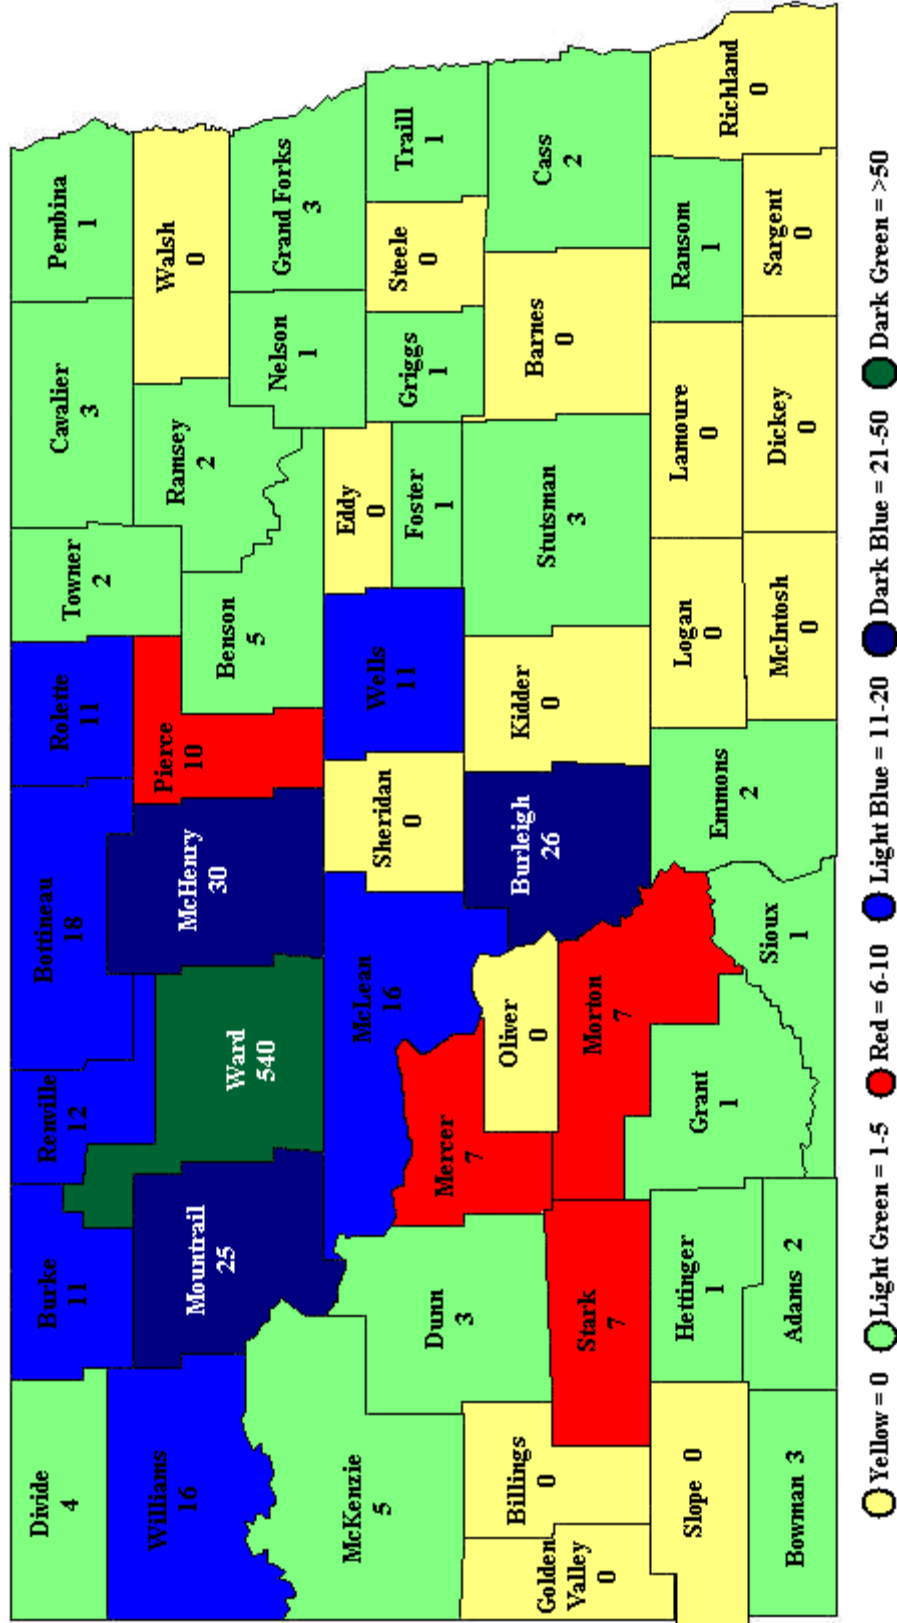 Divide
4
Burke
11
Renville
12
Bottineau
18
Rolette
11
Towner
2
Cavalier
3
Pembina
1
Williams
16
Mountrail
25
Ward
540
McHenry
30
Pierce
10
Benson
5
Ramsey
2
Walsh
0
Nelson
1
Grand Forks
3
McKenzie
5
Dunn
3
Mercer
7
McLean
16
Sheridan
0
Wells
11
Eddy
0
Foster
1
Griggs
1
Steele
0
Traill
1
Golden
Valley
0
Billings
0
Stark
7
Oliver
0
Morton
7
Burleigh
26
Kidder
0
Stutsman
3
Barnes
0
Cass
2
Slope 0
Hettinger
1
Grant
1
Sioux
1
Emmons
2
Logan
0
Lamoure
0
Ransom
1
Richland
0
Bowman 3
Adams 2
McIntosh
0
Dickey
0
Sargent
0
Yellow = 0 Light Green = 1-5 Red = 6-10 Light Blue = 11-20 Dark Blue = 21-50 Dark Green = >50